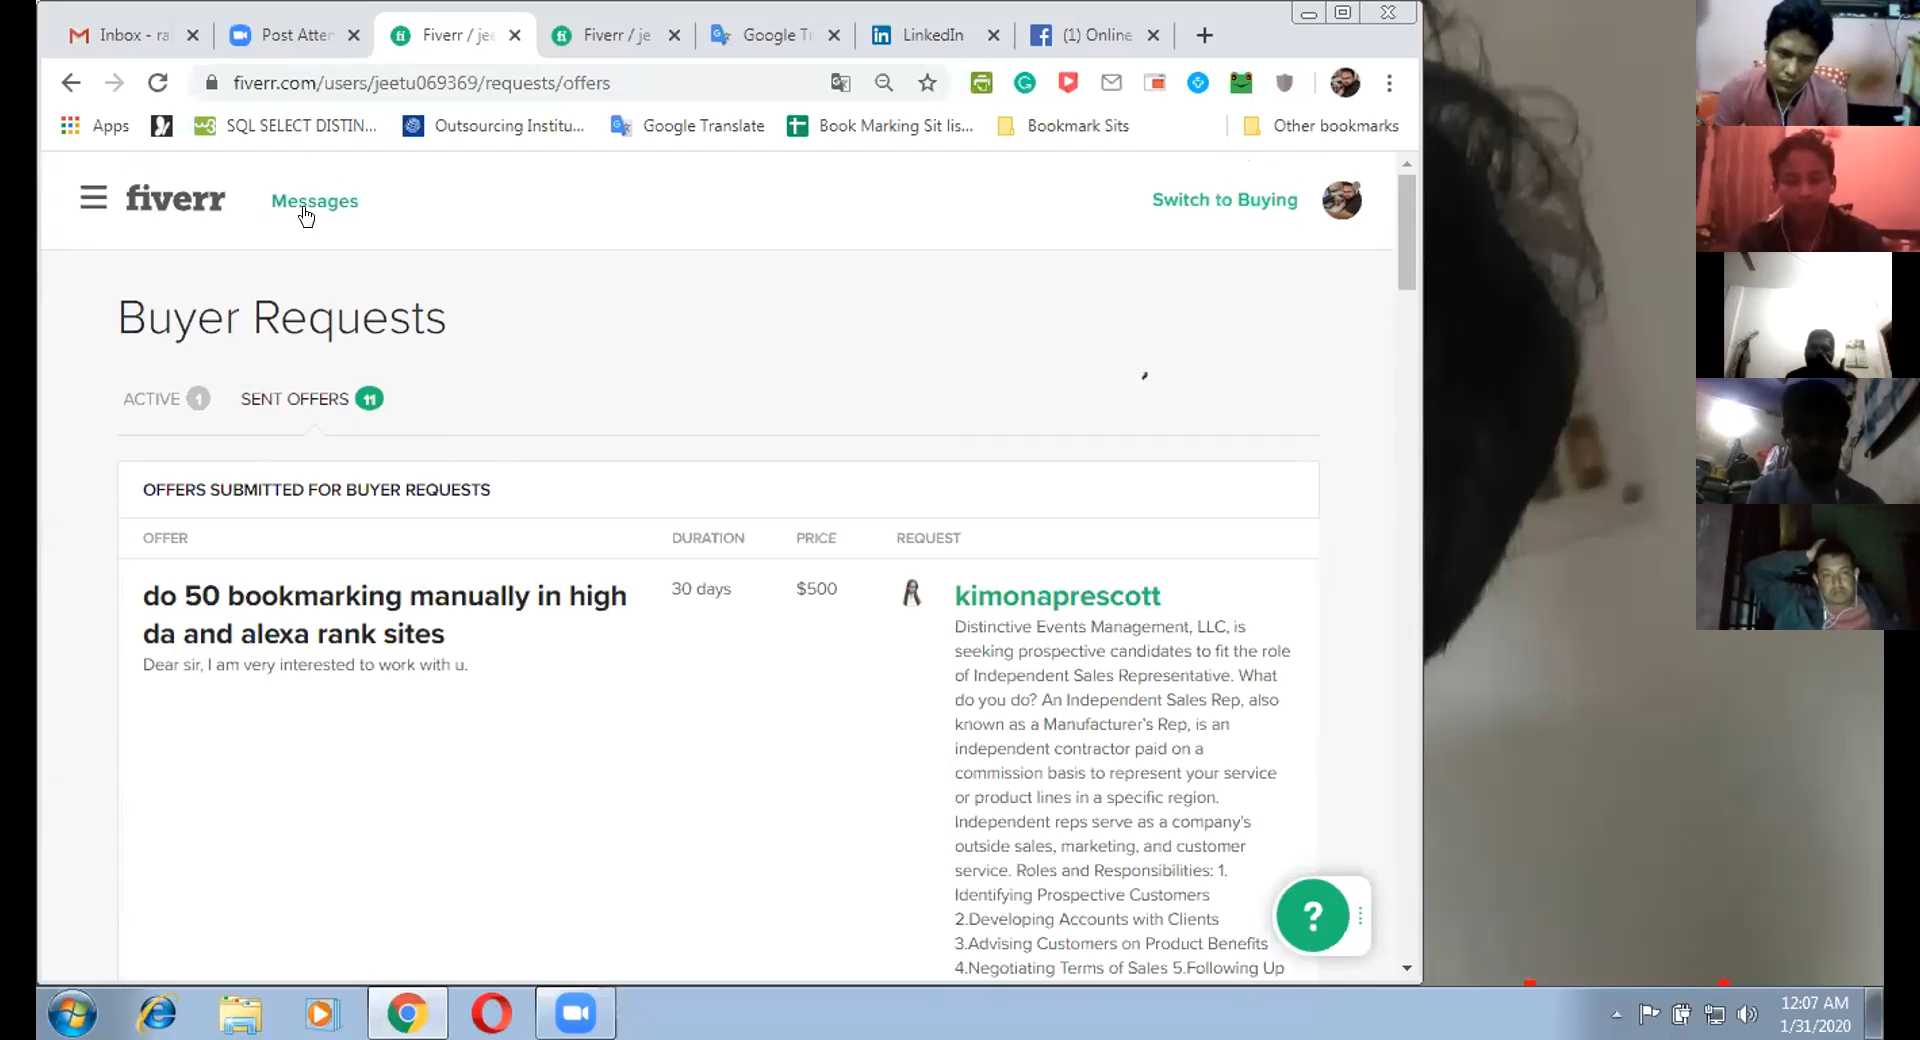 Inbox - ra
Post Atter
Fiverr / jee
Fiverr / je
Google Tr
LinkedIn
(1) Online
fiverr.com/users/jeetu069369/requests/offers
Apps
SQL SELECT DISTIN...
Outsourcing Institu...
Google Translate
Book Marking Sit lis...
Bookmark Sits
Other bookmarks
fiverr
Messages
Switch to Buying
Buyer Requests
ACTIVE 1
SENT OFFERS 11
OFFERS SUBMITTED FOR BUYER REQUESTS
OFFER DURATION PRICE REQUEST
do 50 bookmarking manually in high
da and alexa rank sites
Dear sir, I am very interested to work with u.
30 days
$500
kimonaprescott
Distinctive Events Management, LLC, is
seeking prospective candidates to fit the role
of Independent Sales Representative. What
do you do? An Independent Sales Rep, also
known as a Manufacturer's Rep, is an
independent contractor paid on a
commission basis to represent your service
or product lines in a specific region.
Independent reps serve as a company's
outside sales, marketing, and customer
service. Roles and Responsibilities: 1.
Identifying Prospective Customers
2.Developing Accounts with Clients
3.Advising Customers on Product Benefits
4.Negotiating Terms of Sales 5.Following Up
?
12:07 AM
1/31/2020